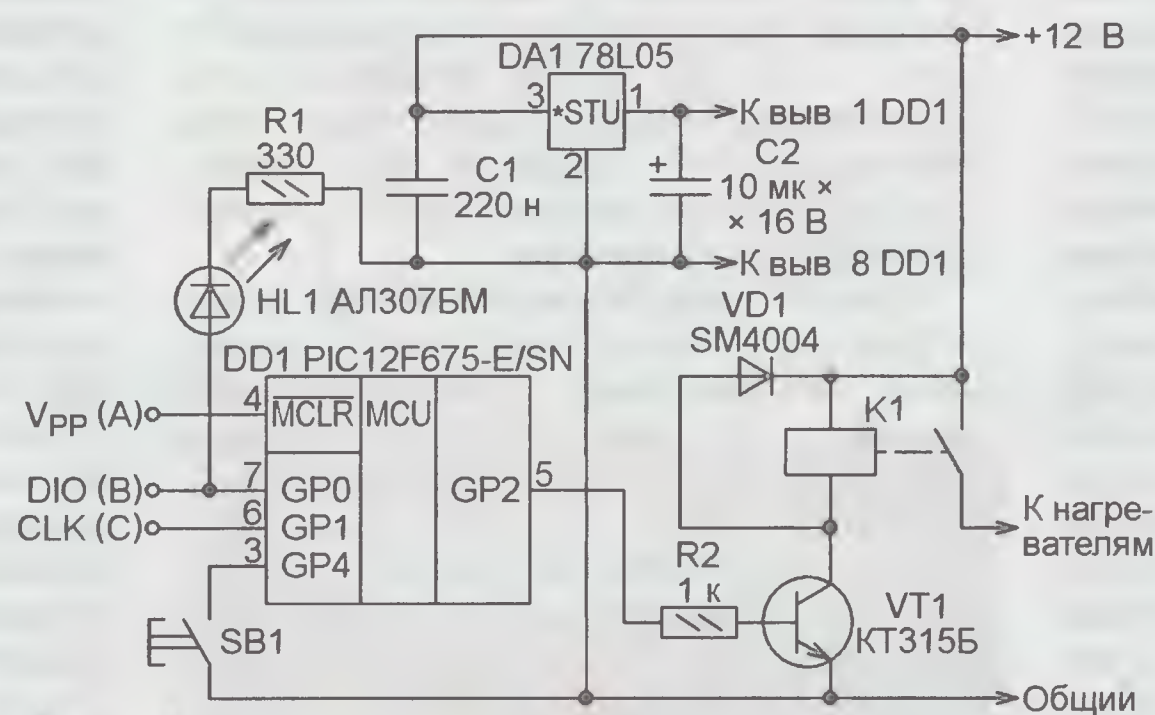 +12 В
DA1 78L05
3
*STU
1
К выв 1 DD1
R1
330
C1
220 н
2
+
C2
10 мк ×
× 16 В
К выв 8 DD1
HL1 АЛ307БМ
VD1
SM4004
DD1 PIC12F675-E/SN
VPP (A)
4
MCLR
MCU
K1
DIO (B)
7
GP0
GP2
5
CLK (C)
6
GP1
3
GP4
К нагре-
вателям
R2
1 к
SB1
VT1
КТ315Б
Общии